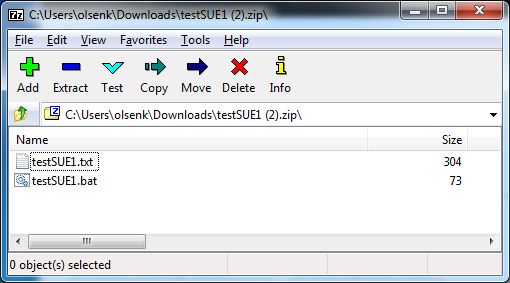 7z C:\Users\olsenk\Downloads\testSUE1 (2).zip\
File Edit View Favorites Tools Help
Add Extract Test Copy Move Delete Info
Z C:\Users\olsenk\Downloads\testSUE1 (2).zip\
Name Size
testSUE1.txt 304
testSUE1.bat 73
0 object(s) selected